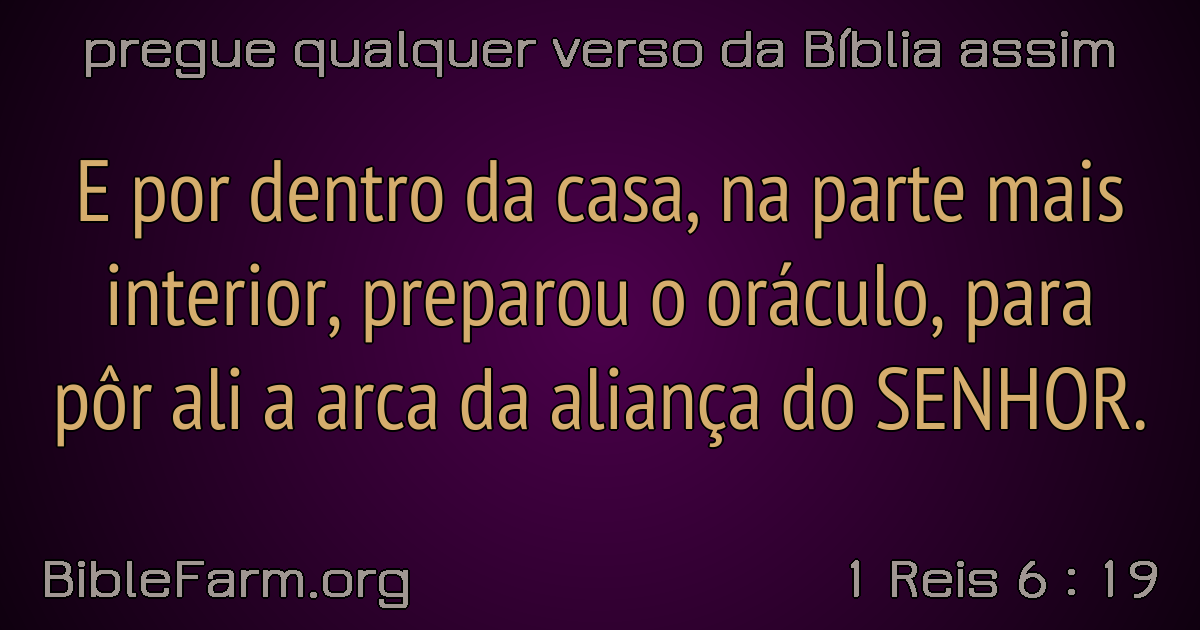 pregue qualquer verso da Bíblia assim
E por dentro da casa, na parte mais
interior, preparou o oráculo, para
pôr ali a arca da aliança do SENHOR.
BibleFarm.org
1 Reis 6 : 19